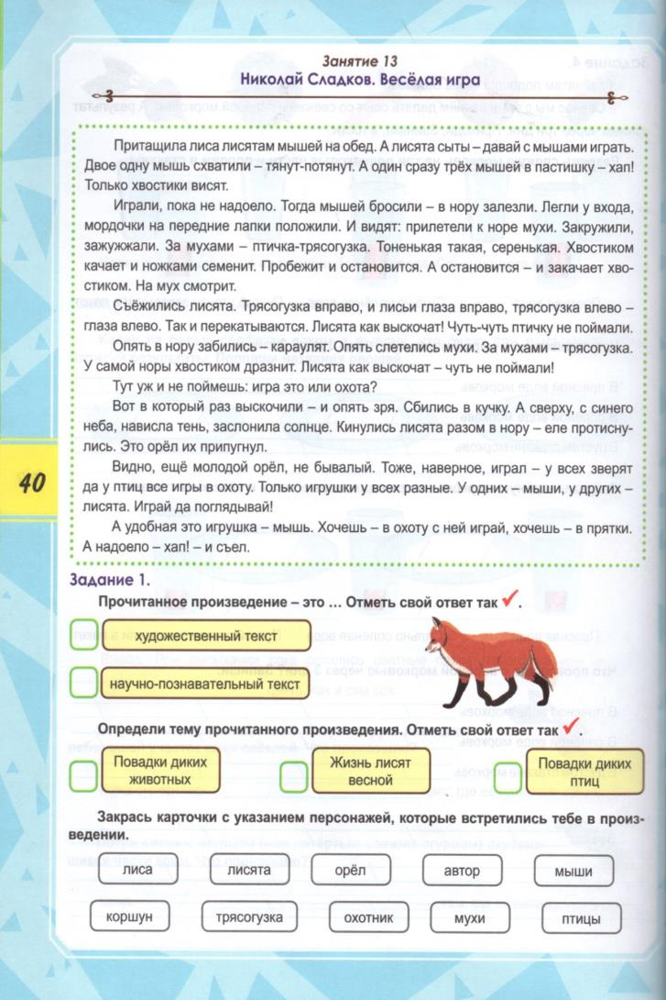 Занятие 13
Николай Сладков. Весёлая игра
Притащила лиса лисятам мышей на обед. А лисята сыты – давай с мышами играть.
Двое одну мышь схватили – тянут-потянут. А один сразу трёх мышей в пастишку – хап!
Только хвостики висят.
Играли, пока не надоело. Тогда мышей бросили – в нору залезли. Легли у входа,
мордочки на передние лапки положили. И видят: прилетели к норе мухи. Закружили,
зажужжали. За мухами – птичка-трясогузка. Тоненькая такая, серенькая. Хвостиком
качает и ножками семенит. Пробежит и остановится. А остановится – и закачает хво-
стиком. На мух смотрит.
Съёжились лисята. Трясогузка вправо, и лисьи глаза вправо, трясогузка влево –
глаза влево. Так и перекатываются. Лисята как выскочат! Чуть-чуть птичку не поймали.
Опять в нору забились – караулят. Опять слетелись мухи. За мухами – трясогузка.
У самой норы хвостиком дразнит. Лисята как выскочат – чуть не поймали!
Тут уж и не поймёшь: игра это или охота?
Вот в который раз выскочили – и опять зря. Сбились в кучку. А сверху, с синего
неба, нависла тень, заслонила солнце. Кинулись лисята разом в нору – еле протисну-
лись. Это орёл их припугнул.
Видно, ещё молодой орёл, не бывалый. Тоже, наверное, играл – у всех зверят
да у птиц все игры в охоту. Только игрушки у всех разные. У одних – мыши, у других –
лисята. Играй да поглядывай!
А удобная это игрушка – мышь. Хочешь – в охоту с ней играй, хочешь – в прятки.
А надоело – хап! – и съел.
40
Задание 1.
Прочитанное произведение – это ... Отметь свой ответ так ✓.
художественный текст
научно-познавательный текст
Определи тему прочитанного произведения. Отметь свой ответ так ✓.
Повадки диких животных
Жизнь лисят весной
Повадки диких птиц
Закрась карточки с указанием персонажей, которые встретились тебе в произ-
ведении.
лиса лисята орёл автор мыши
коршун трясогузка охотник мухи птицы